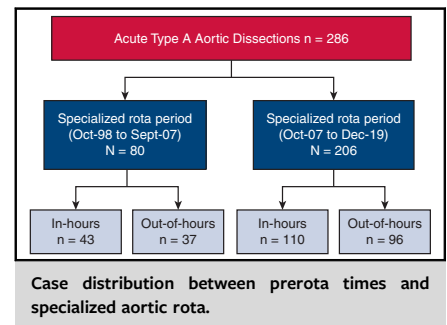 Acute Type A Aortic Dissections n = 286
Specialized rota period
(Oct-98 to Sept-07)
N = 80
Specialized rota period
(Oct-07 to Dec-19)
N = 206
In-hours
n = 43
Out-of-hours
n = 37
In-hours
n = 110
Out-of-hours
n = 96
Case distribution between prerota times and
specialized aortic rota.